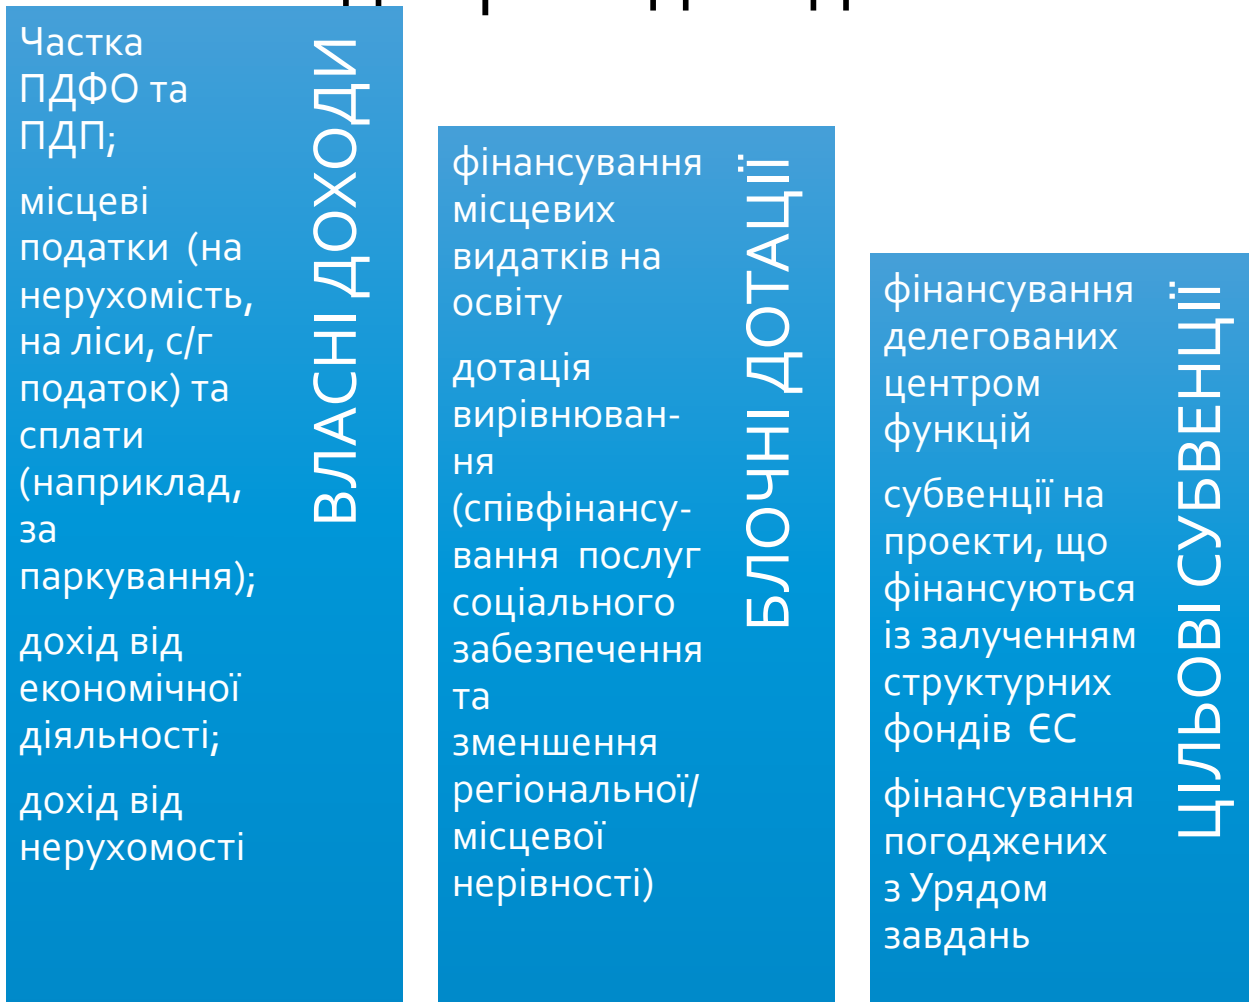 Частка
ПДФО та
ПДП;
місцеві
податки (на
нерухомість,
на ліси, с/г
податок) та
сплати
(наприклад,
за
паркування);
дохід від
економічної
діяльності;
дохід від
нерухомості
ВЛАСНІ ДОХОДИ
фінансування
місцевих
видатків на
освіту
дотація
вирівнюван-
ня
(співфінансу-
вання послуг
соціального
забезпечення
та
зменшення
регіональної/
місцевої
нерівності)
БЛОЧНІ ДОТАЦІЇ
фінансування
делегованих
центром
функцій
субвенції на
проекти, що
фінансуються
із залученням
структурних
фондів ЄС
фінансування
погоджених
з Урядом
завдань
ЦІЛЬОВІ СУБВЕНЦІЇ